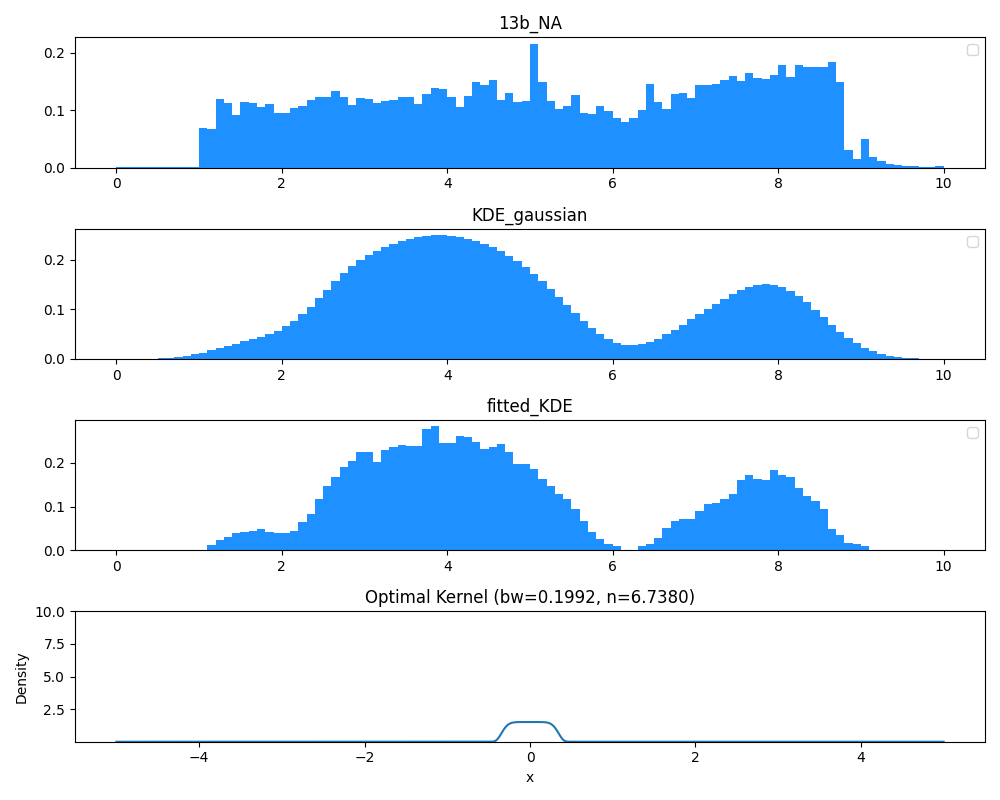 13b_NA
0.2
0.1
0.0
0 2 4 6 8 10
KDE_gaussian
0.2
0.1
0.0
0 2 4 6 8 10
fitted_KDE
0.2
0.1
0.0
0 2 4 6 8 10
Optimal Kernel (bw=0.1992, n=6.7380)
10.0
7.5
5.0
2.5
Density
−4 −2 0 2 4
x